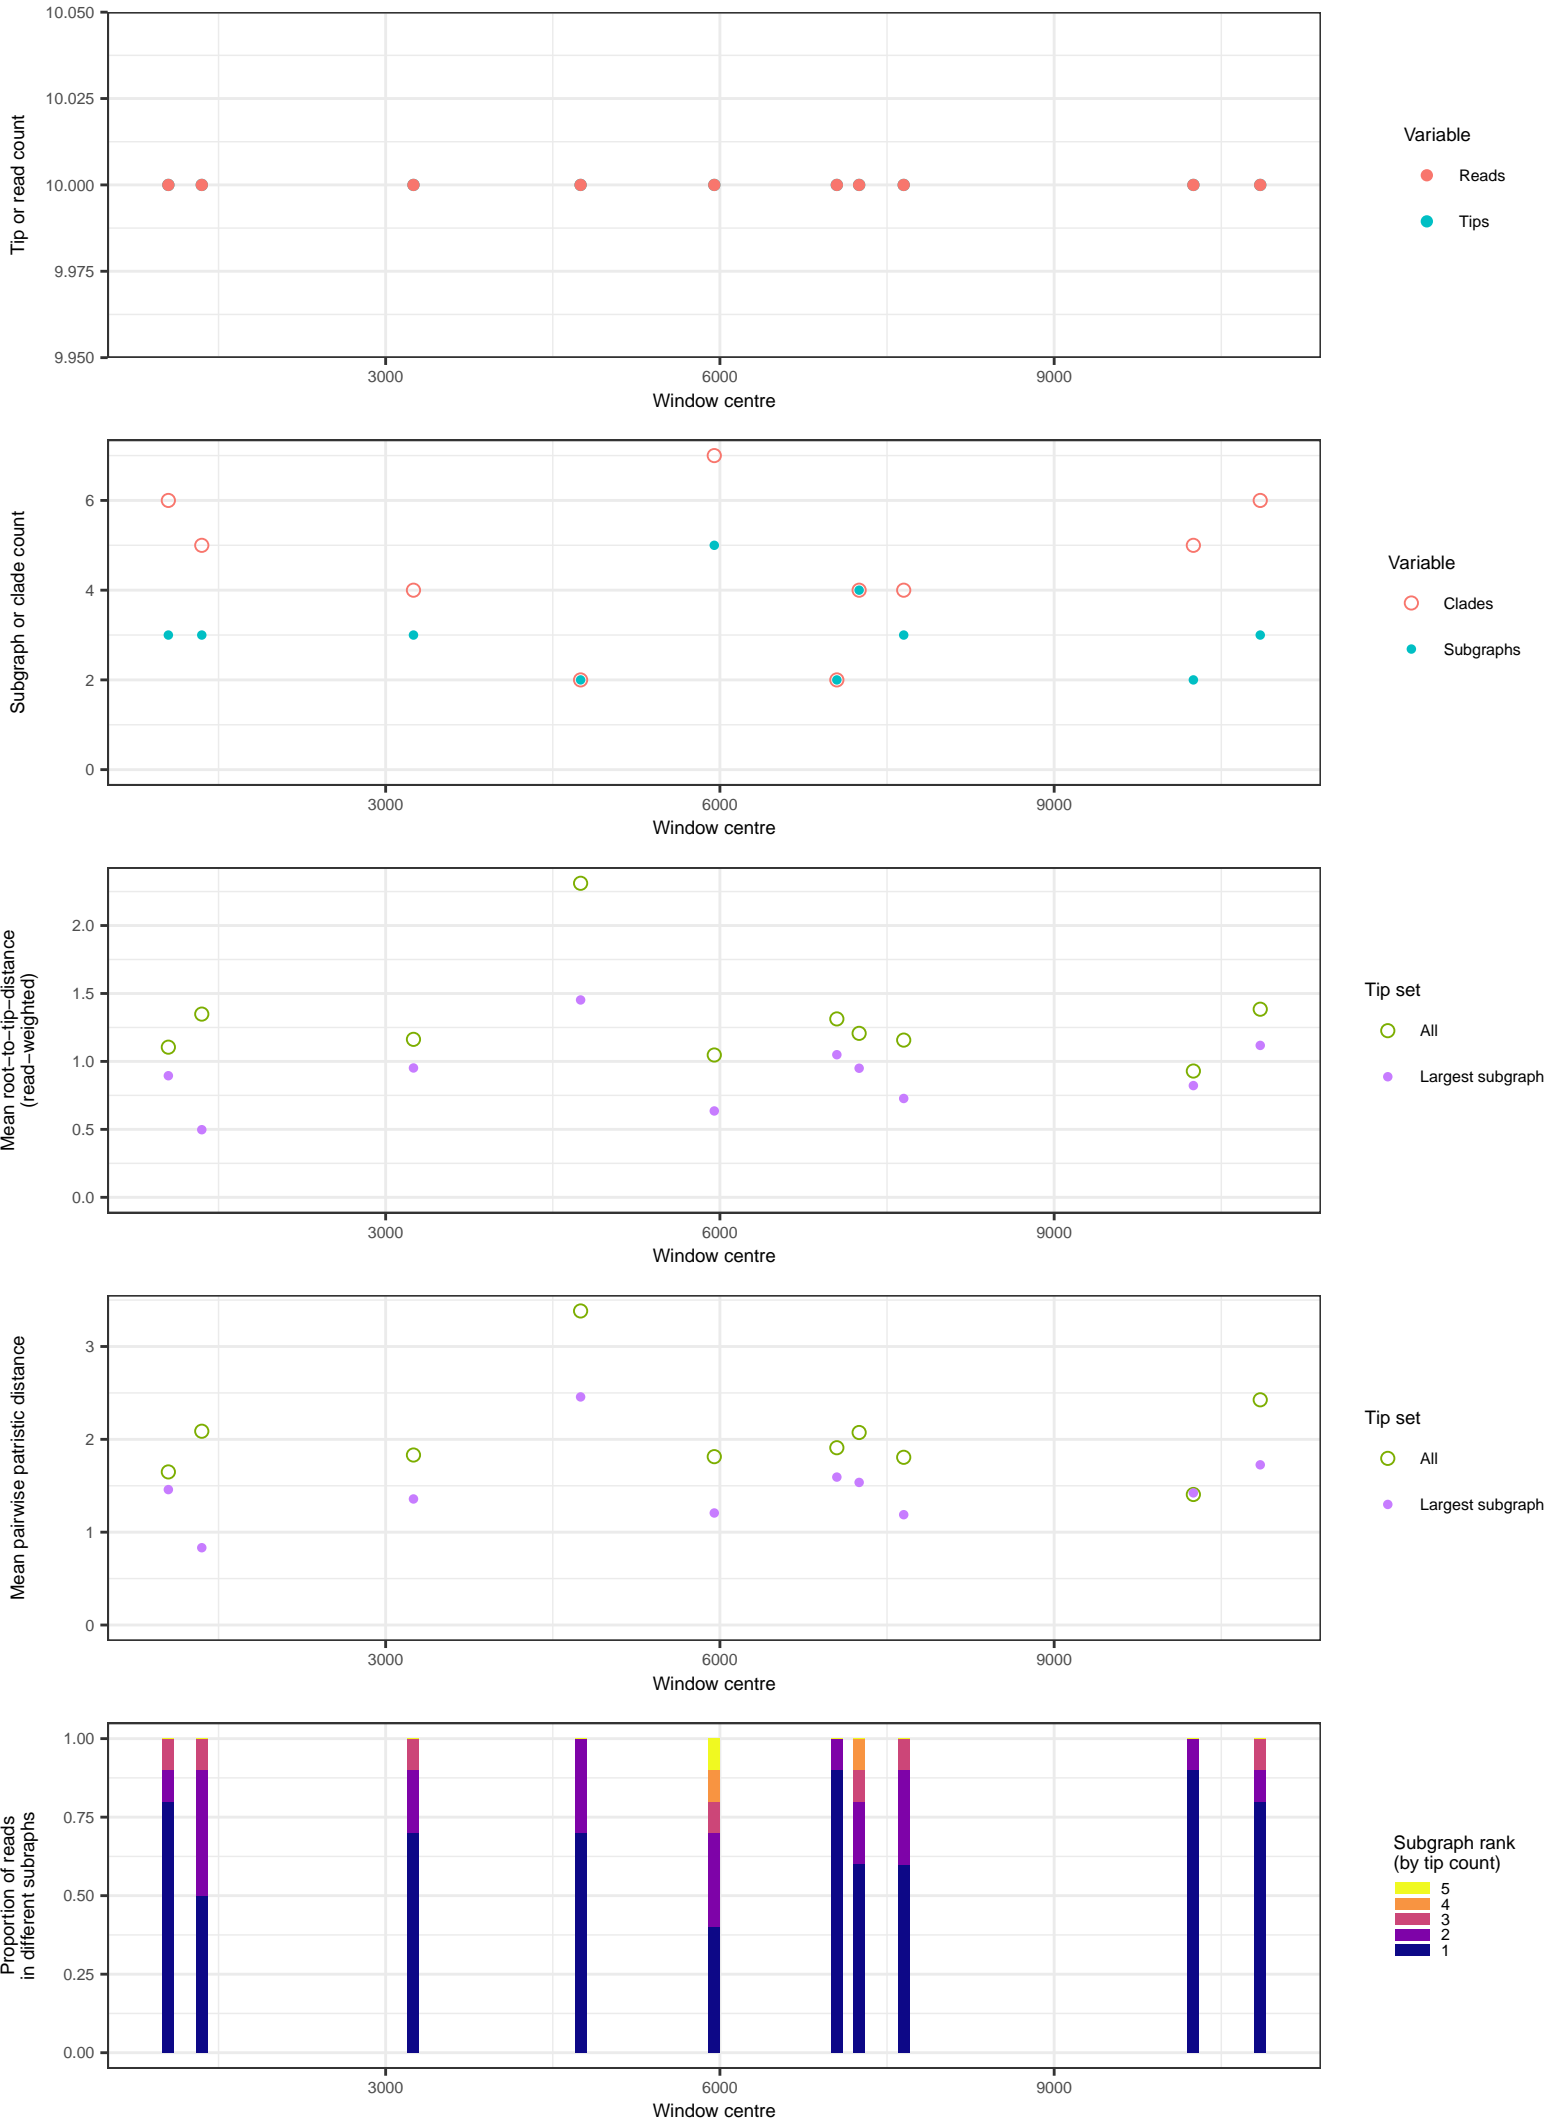 10.050
10.025
10.000
9.975
9.950
Tip or read count
3000 6000 9000
Window centre
Variable
Reads
Tips
6
4
2
0
Subgraph or clade count
3000 6000 9000
Window centre
Variable
Clades
Subgraphs
2.0
1.5
1.0
0.5
0.0
Mean root−to−tip−distance
(read−weighted)
3000 6000 9000
Window centre
Tip set
All
Largest subgraph
3
2
1
0
Mean pairwise patristic distance
3000 6000 9000
Window centre
Tip set
All
Largest subgraph
1.00
0.75
0.50
0.25
0.00
Proportion of reads
in different subraphs
3000 6000 9000
Window centre
Subgraph rank
(by tip count)
5
4
3
2
1